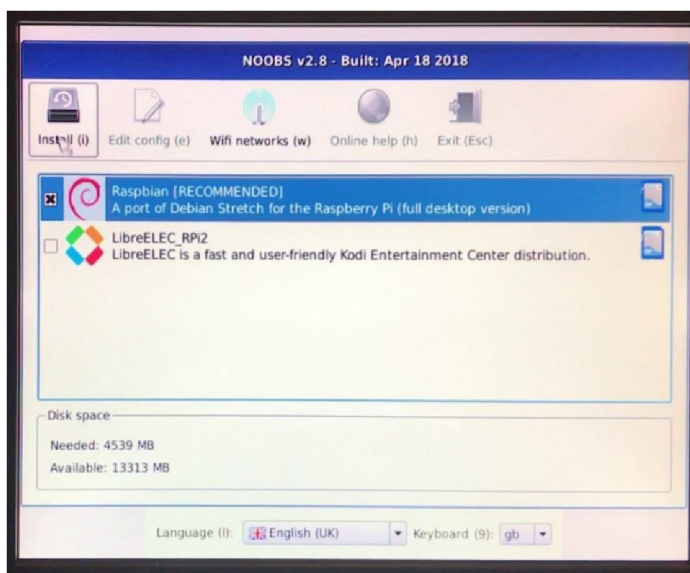 NOOBS v2.8 - Built: Apr 18 2018
Install (i) Edit config (e) Wifi networks (w) Online help (h) Exit (Esc)
Raspbian [RECOMMENDED]
A port of Debian Stretch for the Raspberry Pi (full desktop version)
LibreELEC_RPi2
LibreELEC is a fast and user-friendly Kodi Entertainment Center distribution.
Disk space
Needed: 4539 MB
Available: 13313 MB
Language (l): English (UK) Keyboard (9): gb